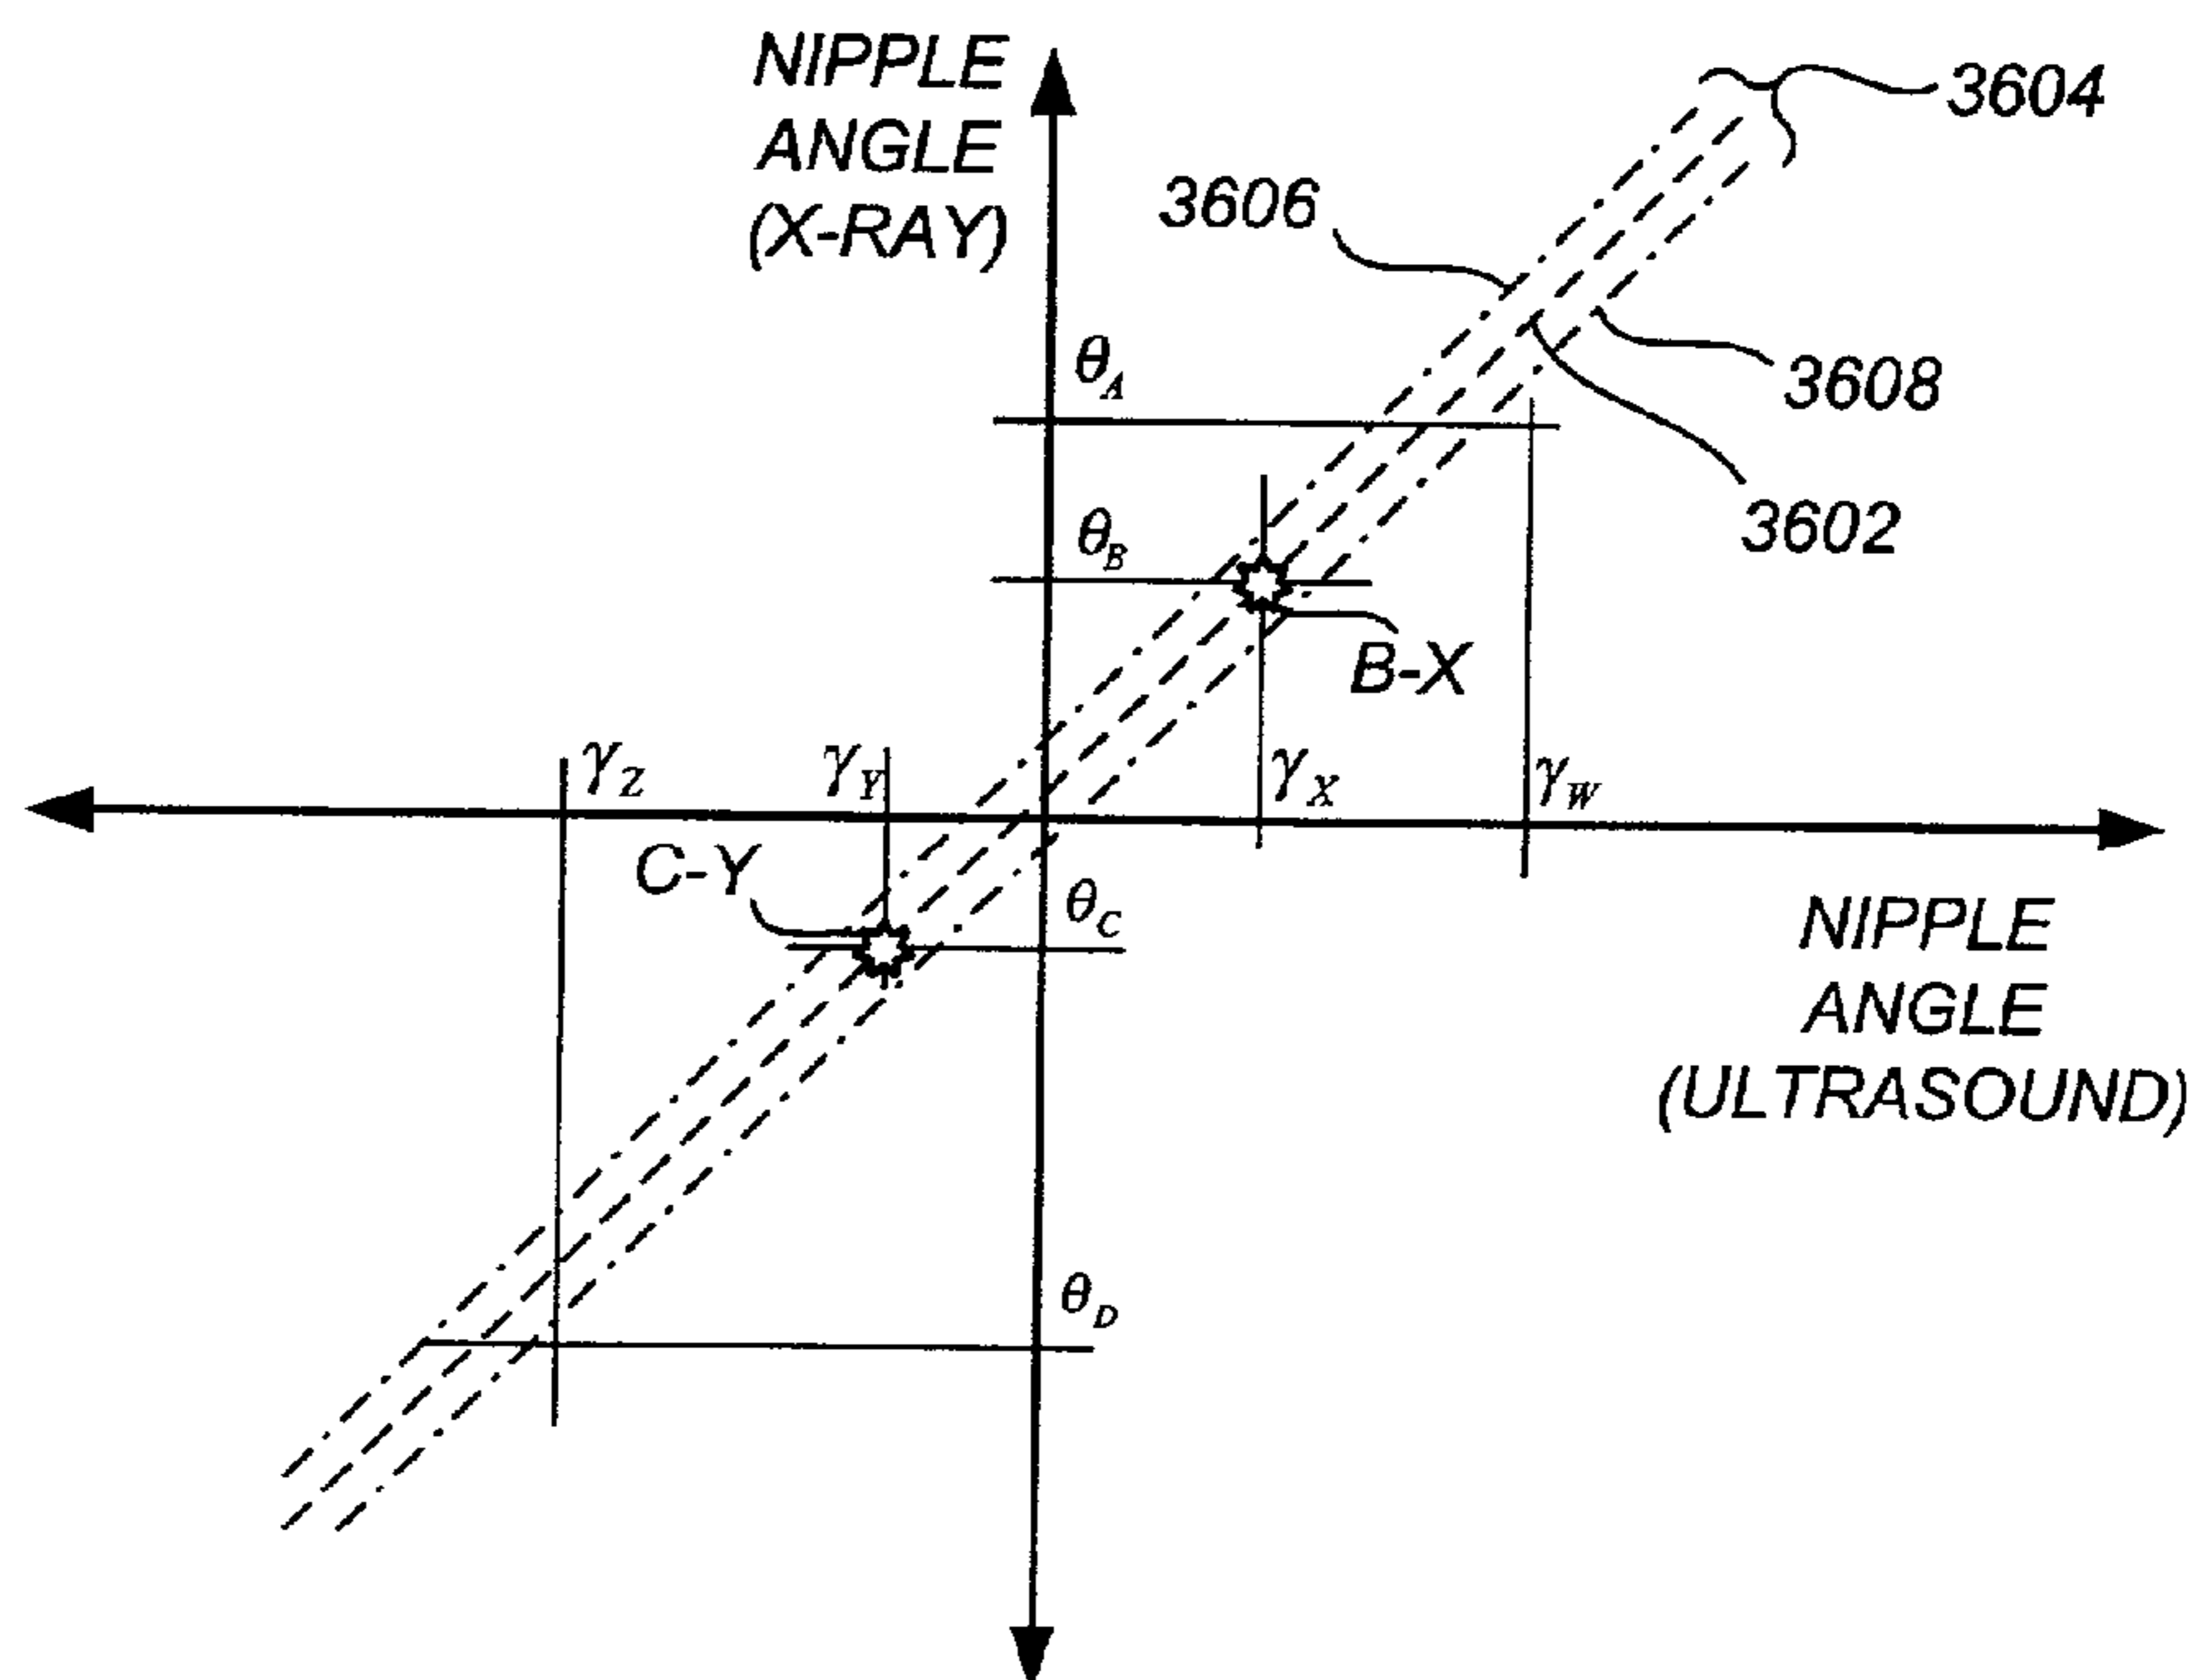 NIPPLE
ANGLE
(X-RAY)
3604
3606
θA
3608
θB
3602
B-X
γZ
γY
γX
γW
C-Y
θC
NIPPLE
ANGLE
(ULTRASOUND)
θD